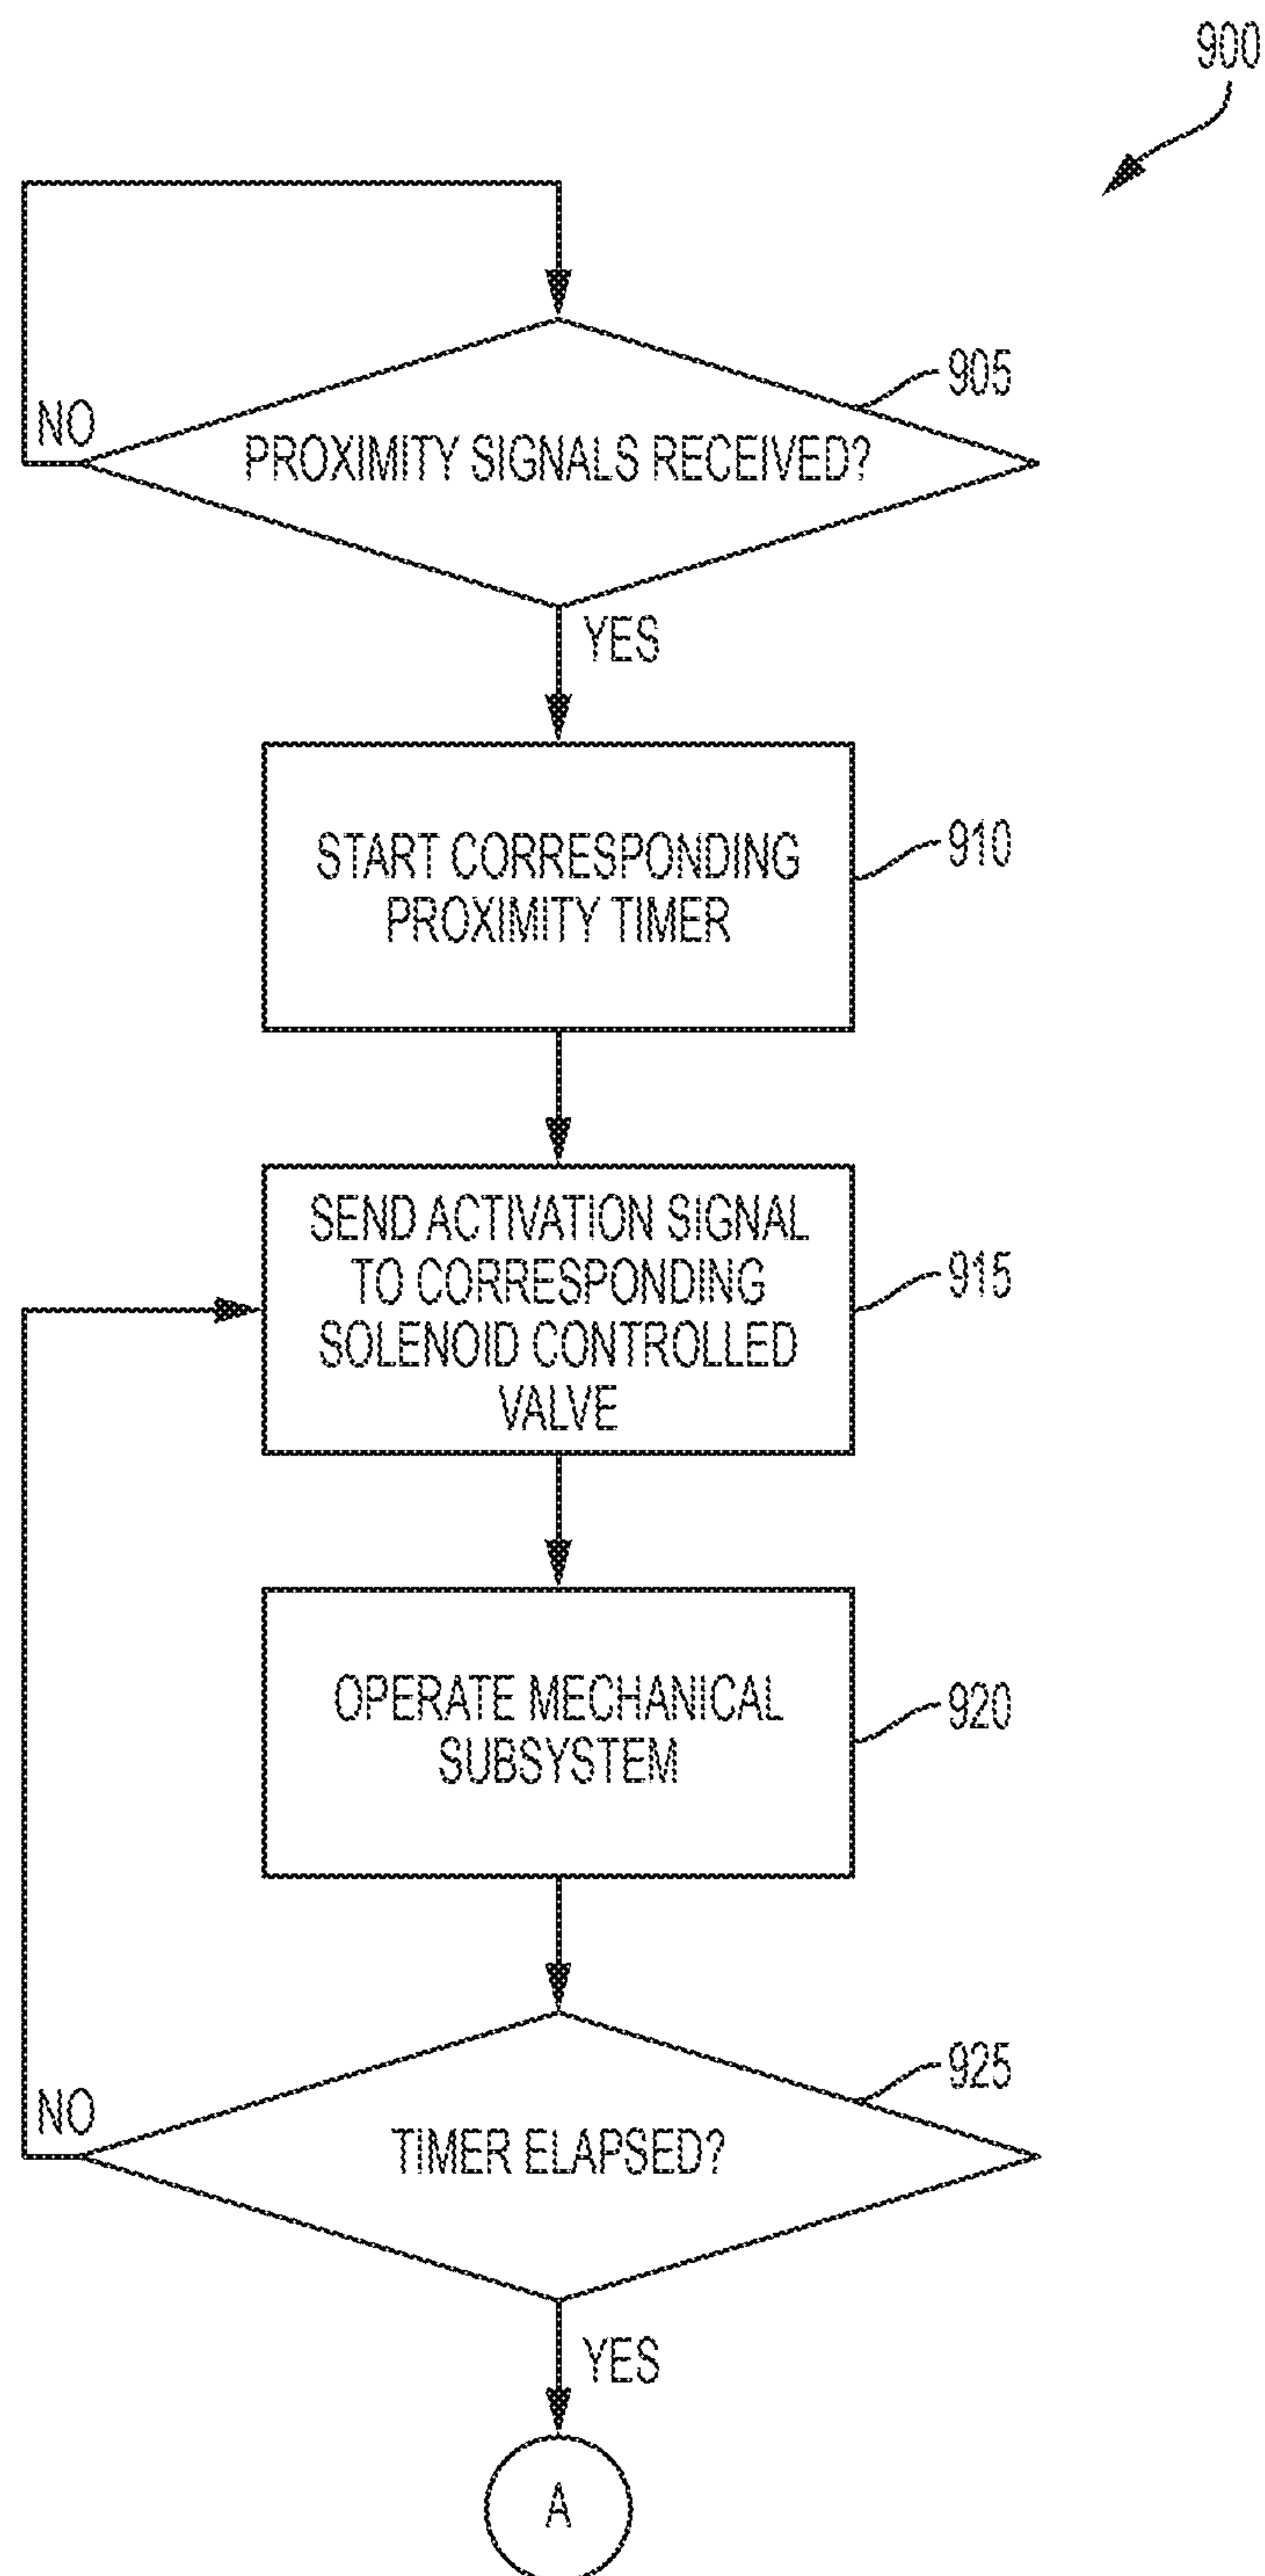 900
905
NO
PROXIMITY SIGNALS RECEIVED?
YES
START CORRESPONDING
PROXIMITY TIMER
910
SEND ACTIVATION SIGNAL
TO CORRESPONDING
SOLENOID CONTROLLED
VALVE
915
OPERATE MECHANICAL
SUBSYSTEM
920
925
NO
TIMER ELAPSED?
YES
A